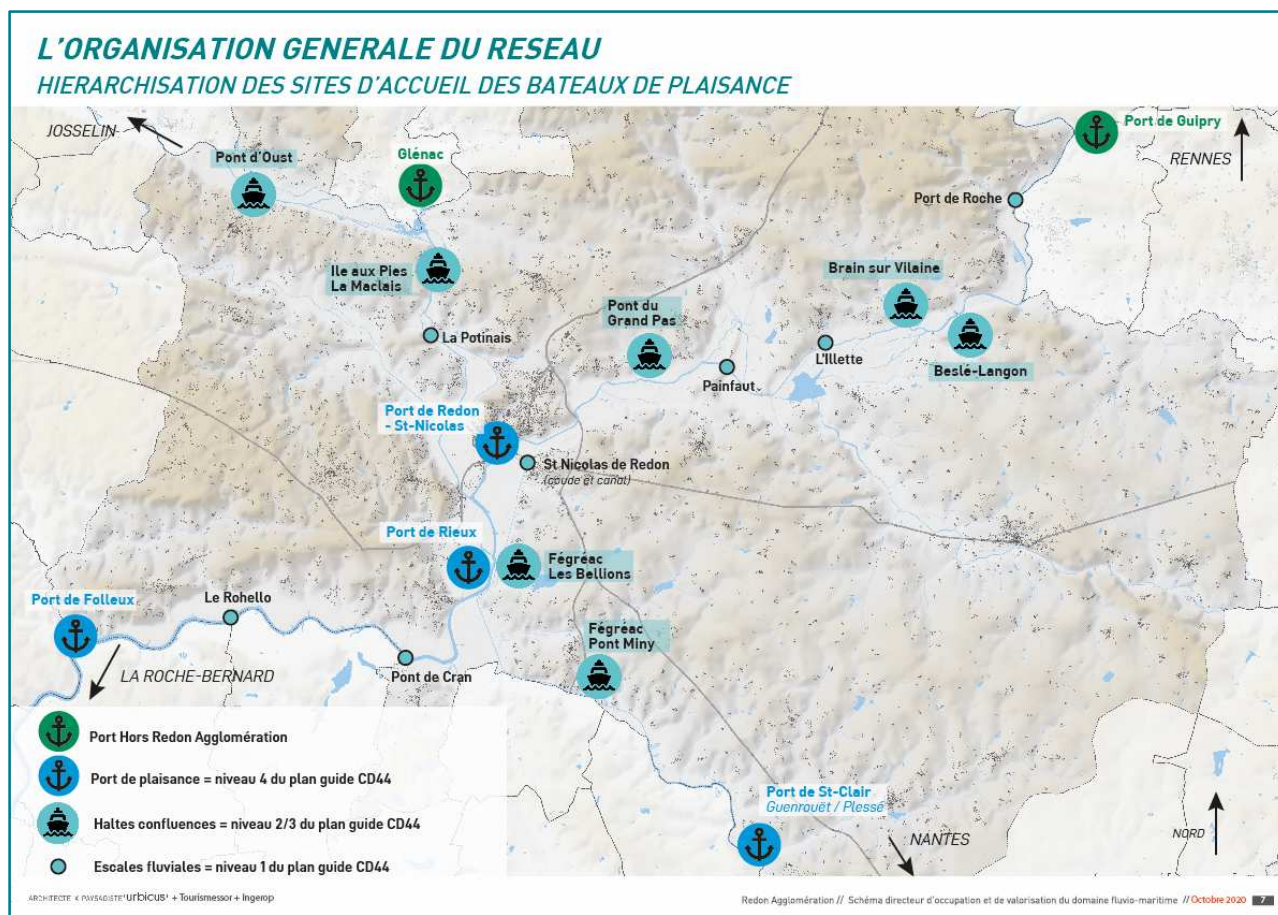 L'ORGANISATION GENERALE DU RESEAU
HIERARCHISATION DES SITES D'ACCUEIL DES BATEAUX DE PLAISANCE
JOSSELIN
Pont d'Oust
Glénac
Port de Guipry
RENNES
Port de Roche
Ile aux Pies
La Maclais
Brain sur Vilaine
Pont du
Grand Pas
La Potinais
L'Illette
Beslé-Langon
Painfaut
Port de Redon
- St-Nicolas
St Nicolas de Redon
(coude et canal)
Port de Rieux
Fégréac
Les Bellions
Port de Folleux
Le Rohello
Fégréac
Pont Miny
Pont de Cran
LA ROCHE-BERNARD
Port Hors Redon Agglomération
Port de plaisance = niveau 4 du plan guide CD44
Haltes confluences = niveau 2/3 du plan guide CD44
Escales fluviales = niveau 1 du plan guide CD44
Port de St-Clair
Guenrouët / Plessé
NANTES
NORD
ARCHITECTE & PAYSAGISTE 'urbicus' + Tourismessor + Ingerop
Redon Agglomération // Schéma directeur d'occupation et de valorisation du domaine fluvio-maritime // Octobre 2020 7